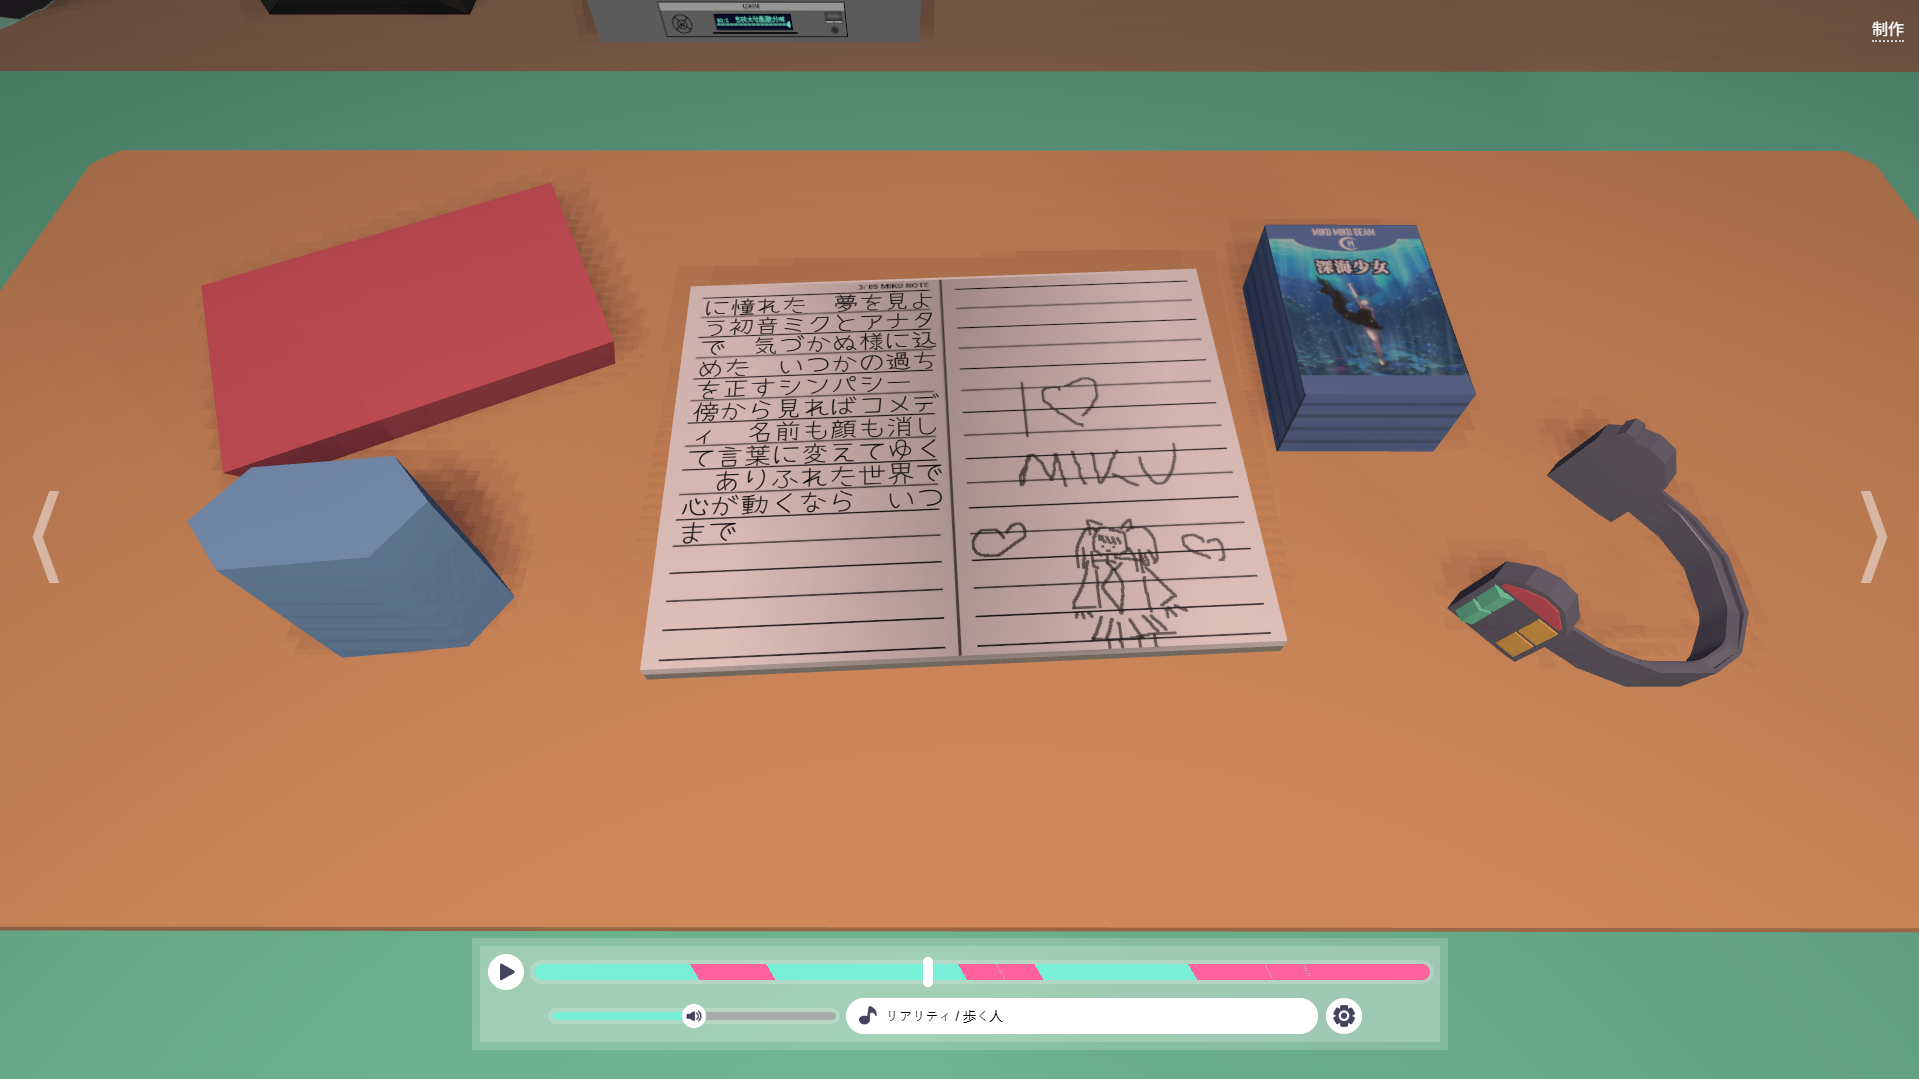 制作
3/ 09 MIKU NOTE
に憧れた　夢を見よ
う初音ミクとアナタ
で　気づかぬ様に込
めた　いつかの過ち
を正すシンパシー
傍から見ればコメデ
ィ　名前も顔も消し
て言葉に変えてゆく
　ありふれた世界で
心が動くなら　いつ
まで
I
MIKU
MIKU MIKU BEAM
深海少女
リアリティ / 歩く人